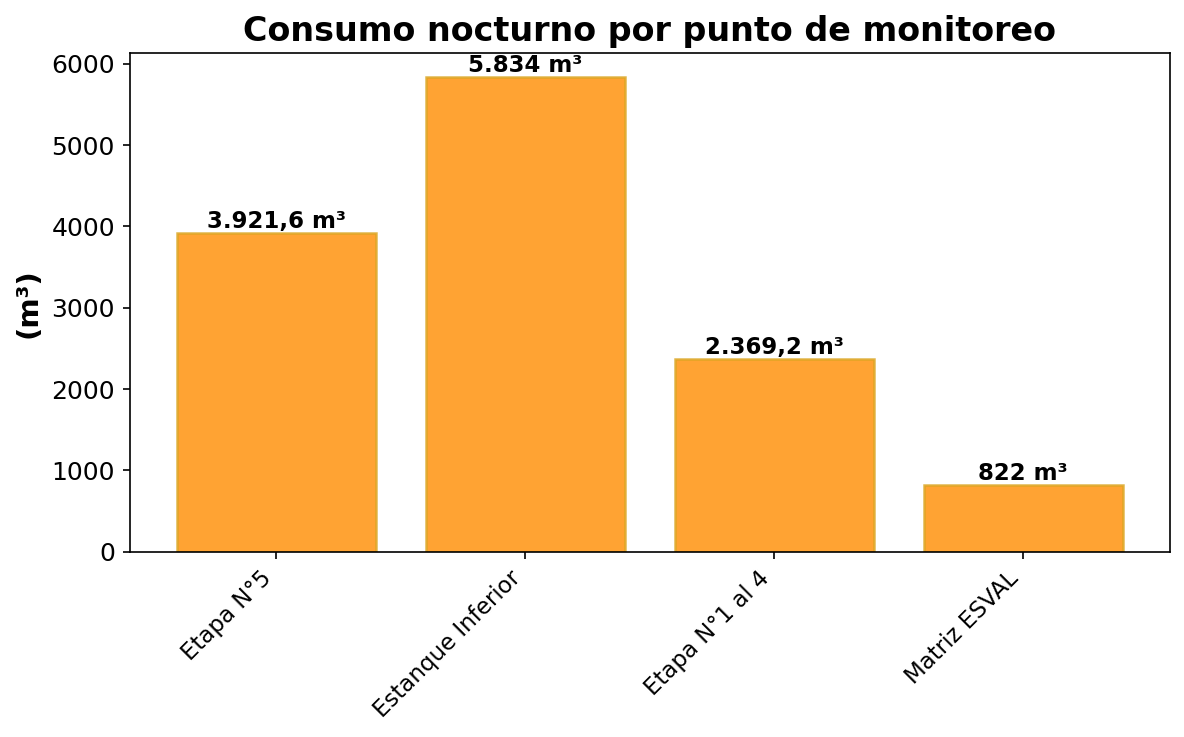 Consumo nocturno por punto de monitoreo
(m³)
6000
5000
4000
3000
2000
1000
0
3.921,6 m³
5.834 m³
2.369,2 m³
822 m³
Etapa N°5
Estanque Inferior
Etapa N°1 al 4
Matriz ESVAL